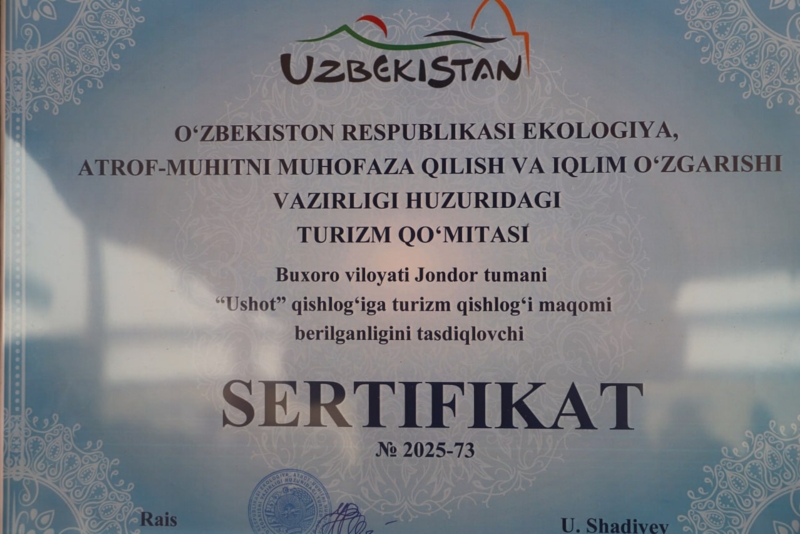 UZBEKISTAN
O‘ZBEKISTON RESPUBLIKASI EKOLOGIYA,
ATROF-MUHITNI MUHOFAZA QILISH VA IQLIM O‘ZGARISHI
VAZIRLIGI HUZURIDAGI
TURIZM QO‘MITASI
Buxoro viloyati Jondor tumani
“Ushot” qishlog‘iga turizm qishlog‘i maqomi
berilganligini tasdiqlovchi
SERTIFIKAT
№ 2025-73
Rais
U. Shadiyev